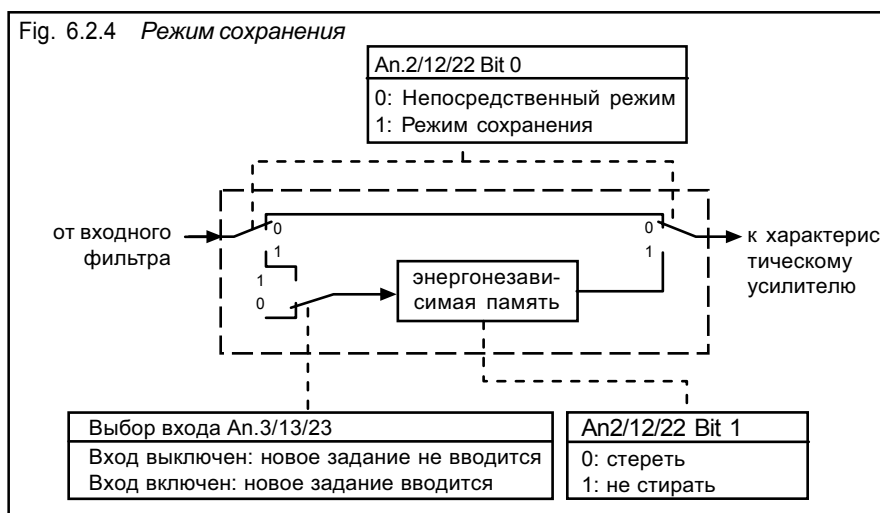 Fig. 6.2.4 Режим сохранения
An.2/12/22 Bit 0
0: Непосредственный режим
1: Режим сохранения
от входного
фильтра
0
1
1
0
энергонезави-
симая память
0
1
к характерис
тическому
усилителю
Выбор входа An.3/13/23
Вход выключен: новое задание не вводится
Вход включен: новое задание вводится
An2/12/22 Bit 1
0: стереть
1: не стирать